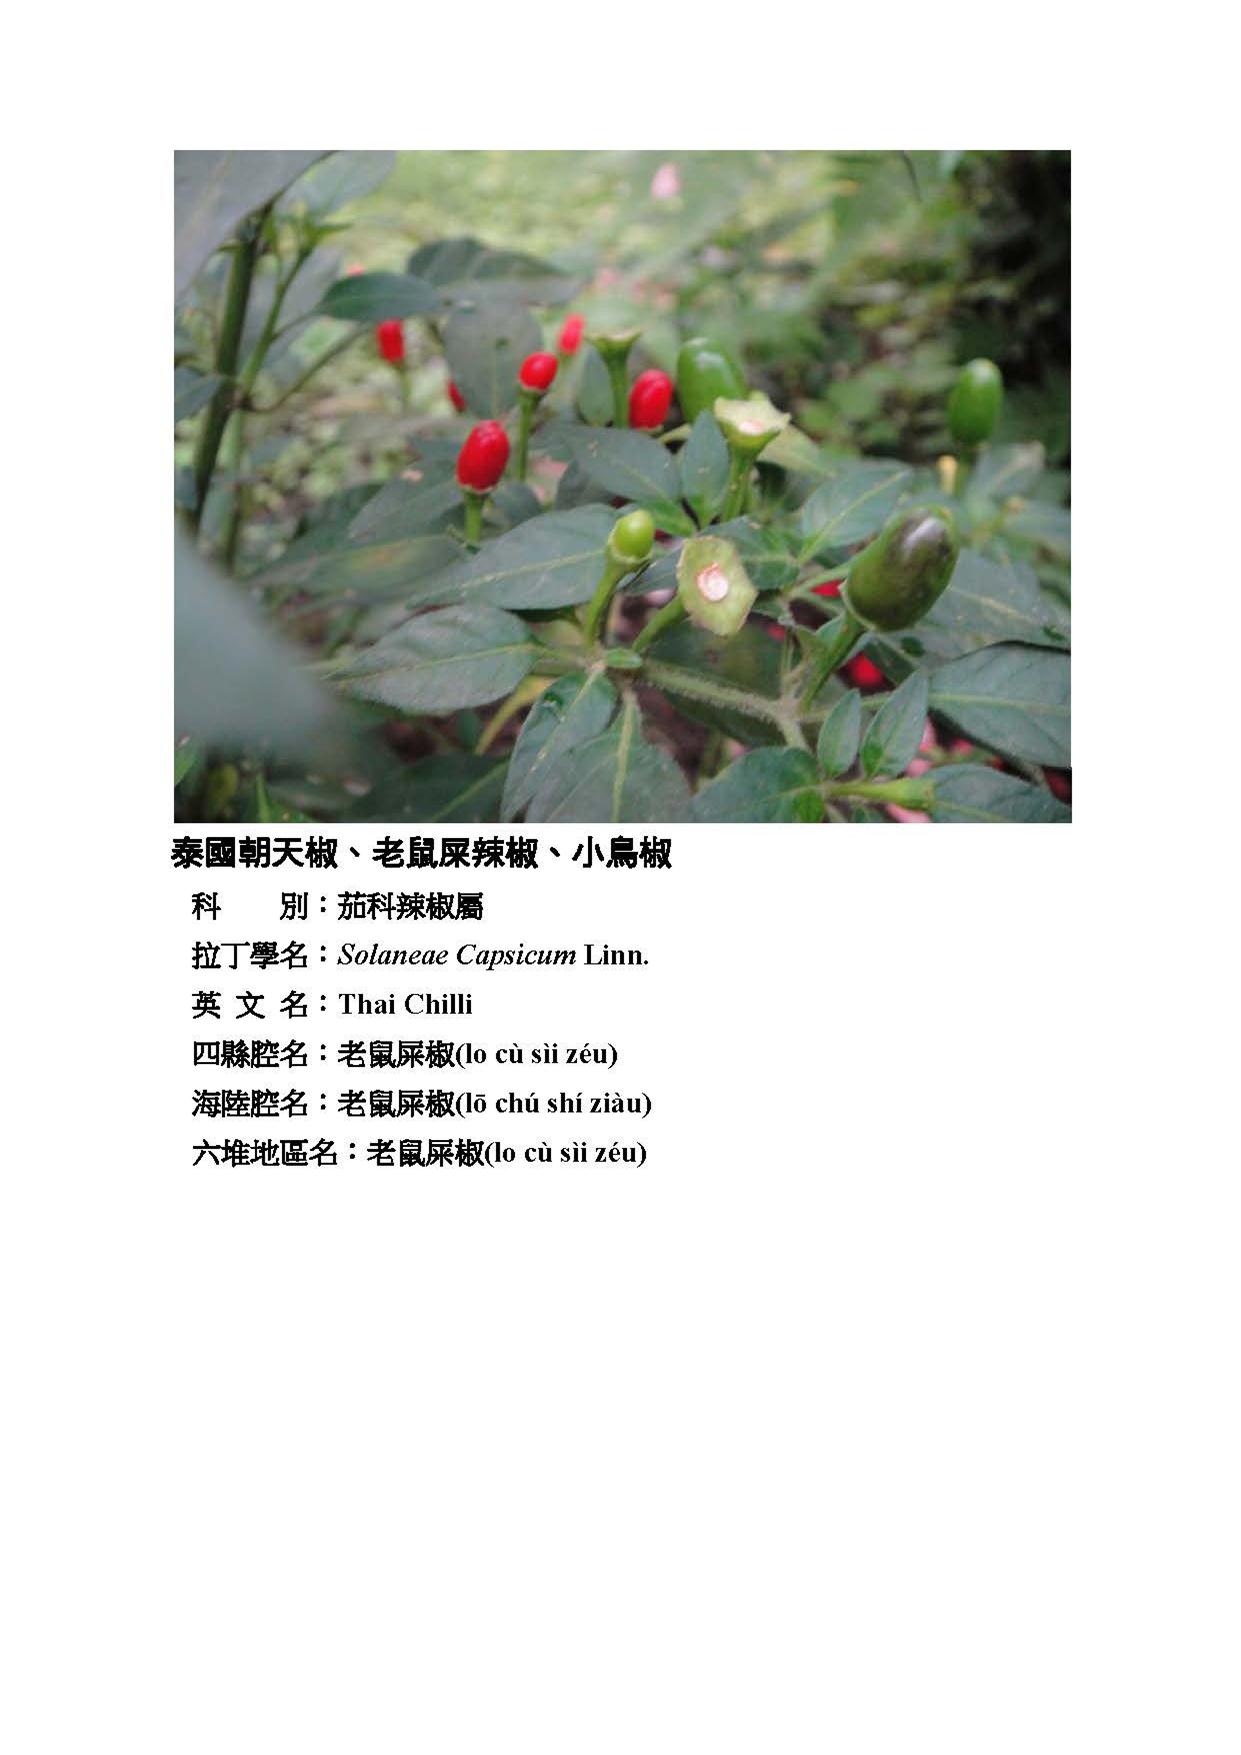 泰國朝天椒、老鼠屎辣椒、小鳥椒
科　　別：茄科辣椒屬
拉丁學名：Solaneae Capsicum Linn.
英 文 名：Thai Chilli
四縣腔名：老鼠屎椒(lo cù sìi zéu)
海陸腔名：老鼠屎椒(lō chú shí ziàu)
六堆地區名：老鼠屎椒(lo cù sìi zéu)